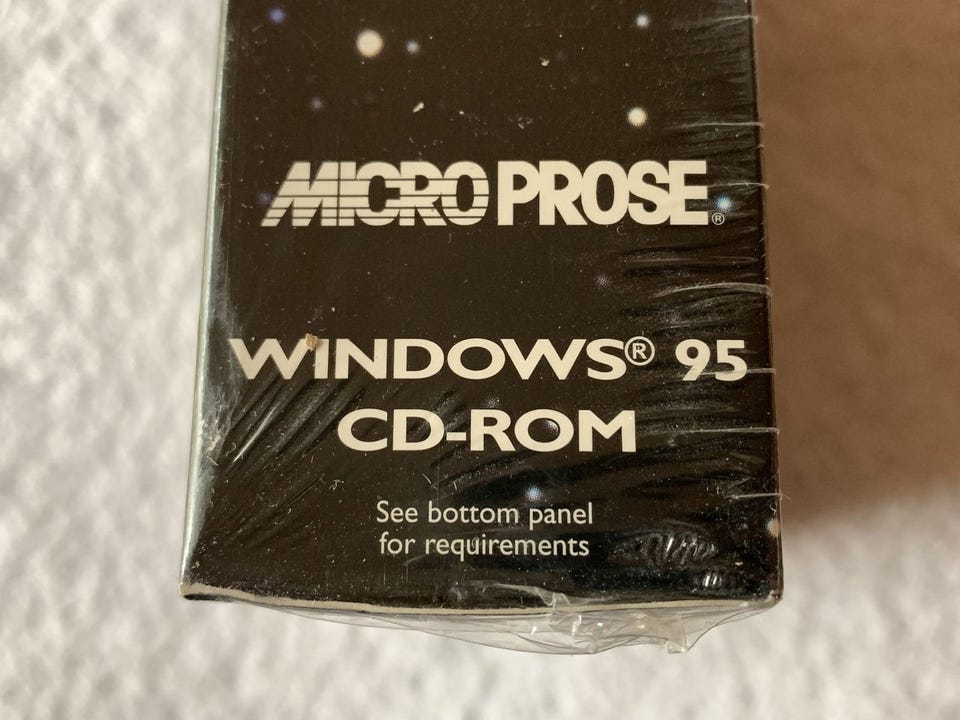 MICRO PROSE®
WINDOWS® 95
CD-ROM
See bottom panel
for requirements